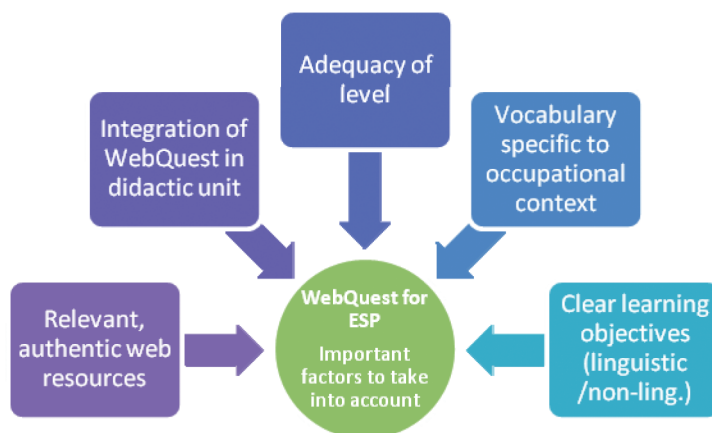 Adequacy of
level
Integration of
WebQuest in
didactic unit
Vocabulary
specific to
occupational
context
Relevant,
authentic web
resources
WebQuest for
ESP
Important
factors to take
into account
Clear learning
objectives
(linguistic
/non-ling.)